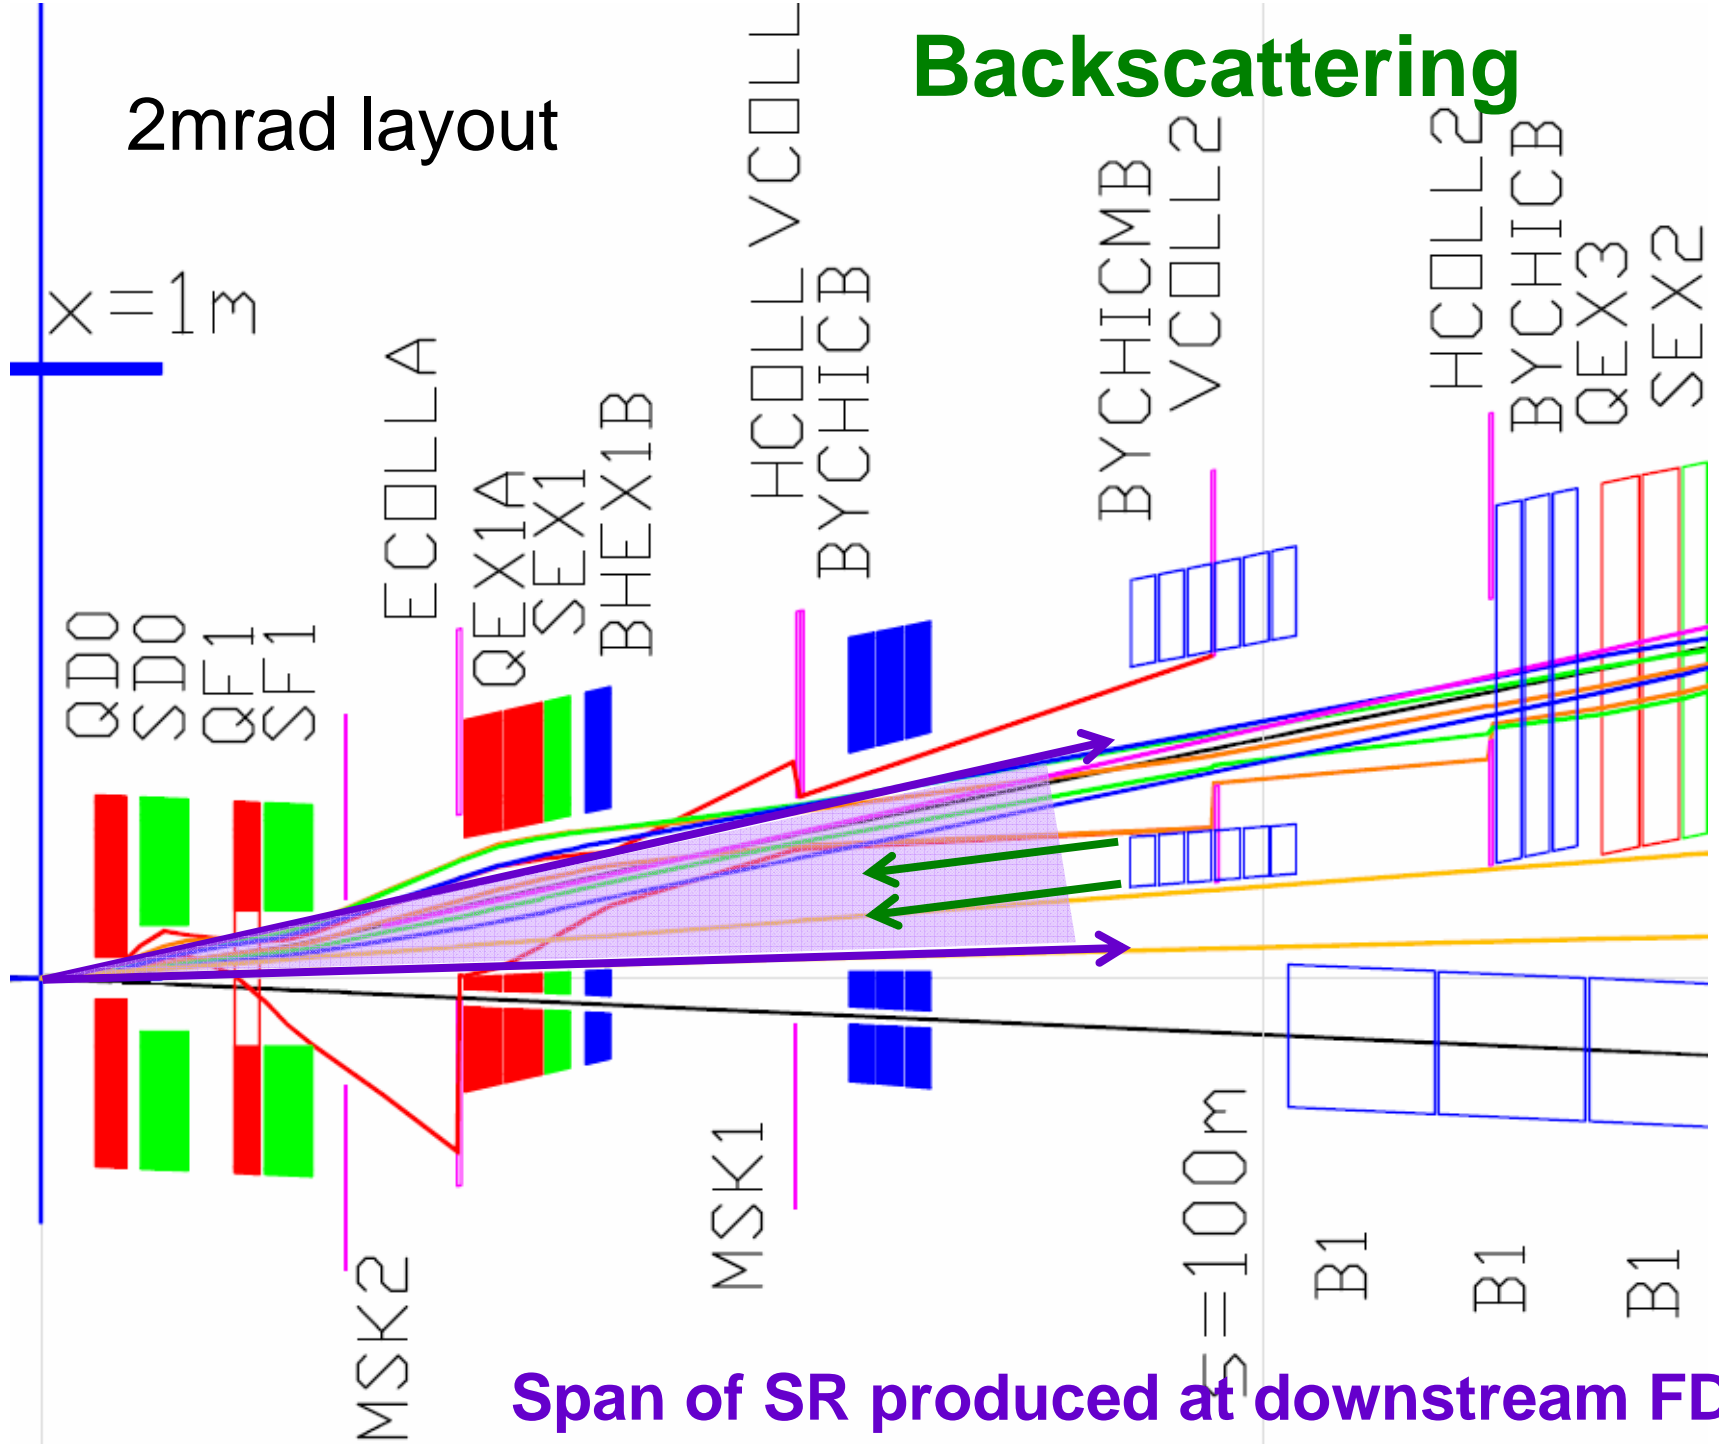 Backscattering
2mrad layout
x=1m
QD0
SD0
QF1
SF1
ECOLLA
QEX1A
SEX1
BHEX1B
HCOLL VCOLL
BYCHICB
BYCHICMB
VCOLL2
HCOLL2
BYCHICB
QEX3
SEX2
MSK2
MSK1
S=100m
B1
B1
B1
Span of SR produced at downstream FD